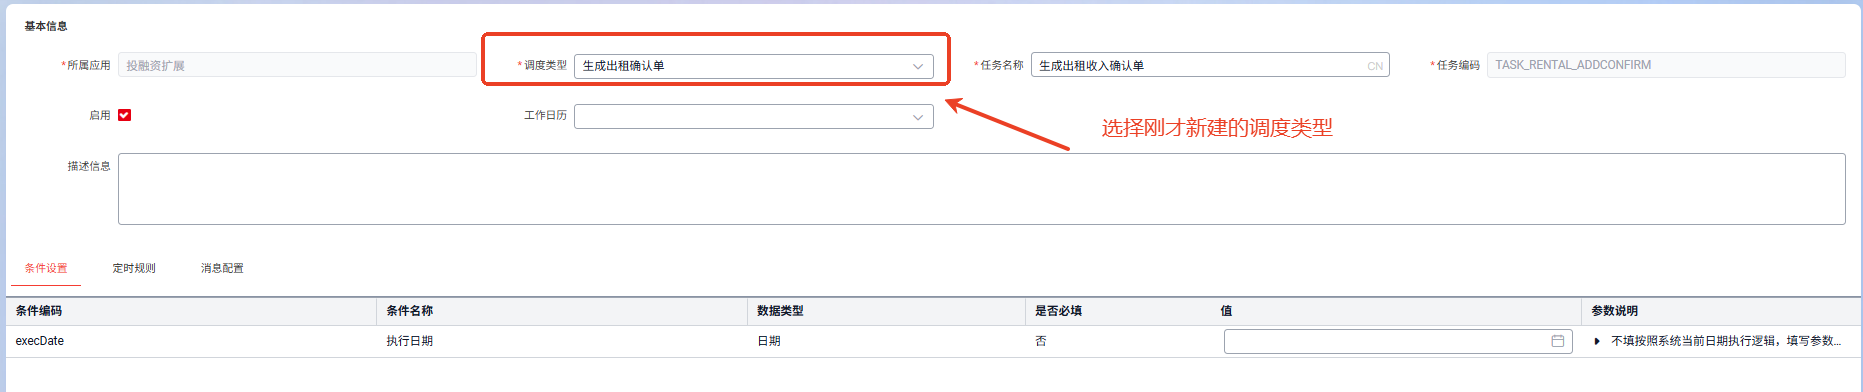 基本信息
*所属应用 投融资扩展 *调度类型 生成出租确认单 *任务名称 生成出租收入确认单 CN *任务编码 TASK_RENTAL_ADDCONFIRM
启用 工作日历
选择刚才新建的调度类型
描述信息
条件设置 定时规则 消息配置
条件编码 条件名称 数据类型 是否必填 值 参数说明
execDate 执行日期 日期 否 不填按照系统当前日期执行逻辑，填写参数...